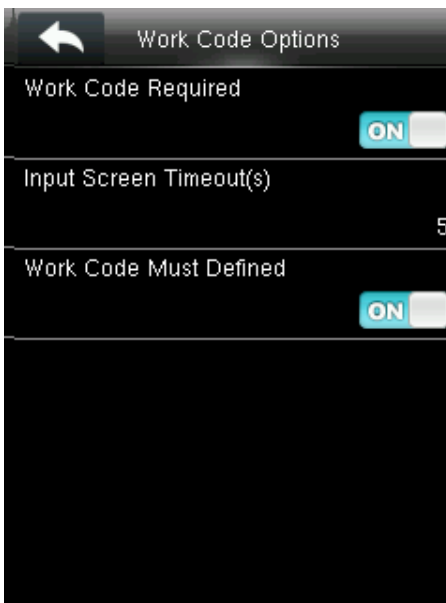 Work Code Options
Work Code Required
ON
Input Screen Timeout(s)
5
Work Code Must Defined
ON